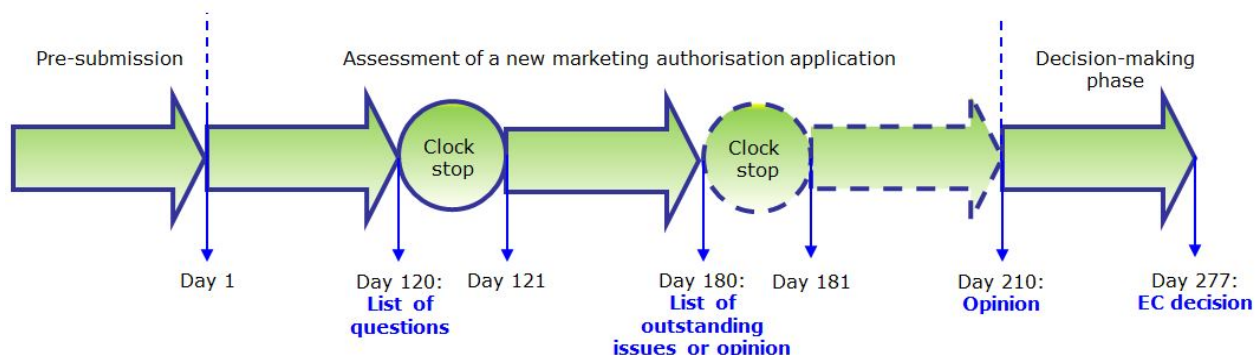 Pre-submission
Assessment of a new marketing authorisation application
Decision-making
phase
Clock
stop
Clock
stop
Day 1
Day 120:
List of
questions
Day 121
Day 180:
List of
outstanding
issues or opinion
Day 181
Day 210:
Opinion
Day 277:
EC decision